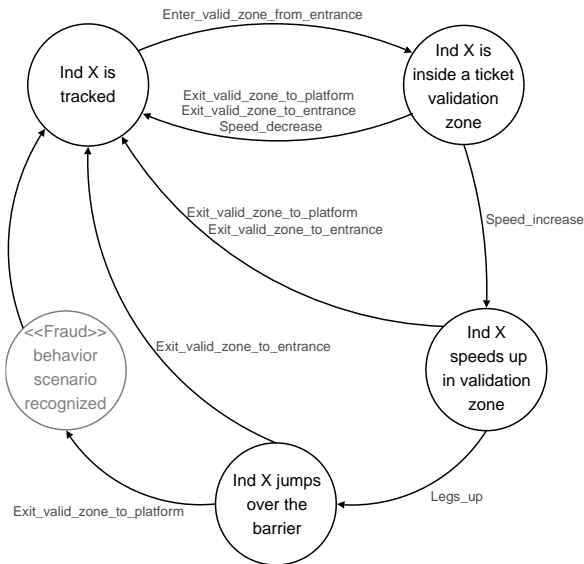 Enter_valid_zone_from_entrance
Ind X is
tracked
Ind X is
inside a ticket
validation
zone
Exit_valid_zone_to_platform
Exit_valid_zone_to_entrance
Speed_decrease
Exit_valid_zone_to_platform
Exit_valid_zone_to_entrance
Speed_increase
<<Fraud>>
behavior
scenario
recognized
Exit_valid_zone_to_entrance
Ind X
speeds up
in validation
zone
Ind X jumps
over the
barrier
Legs_up
Exit_valid_zone_to_platform